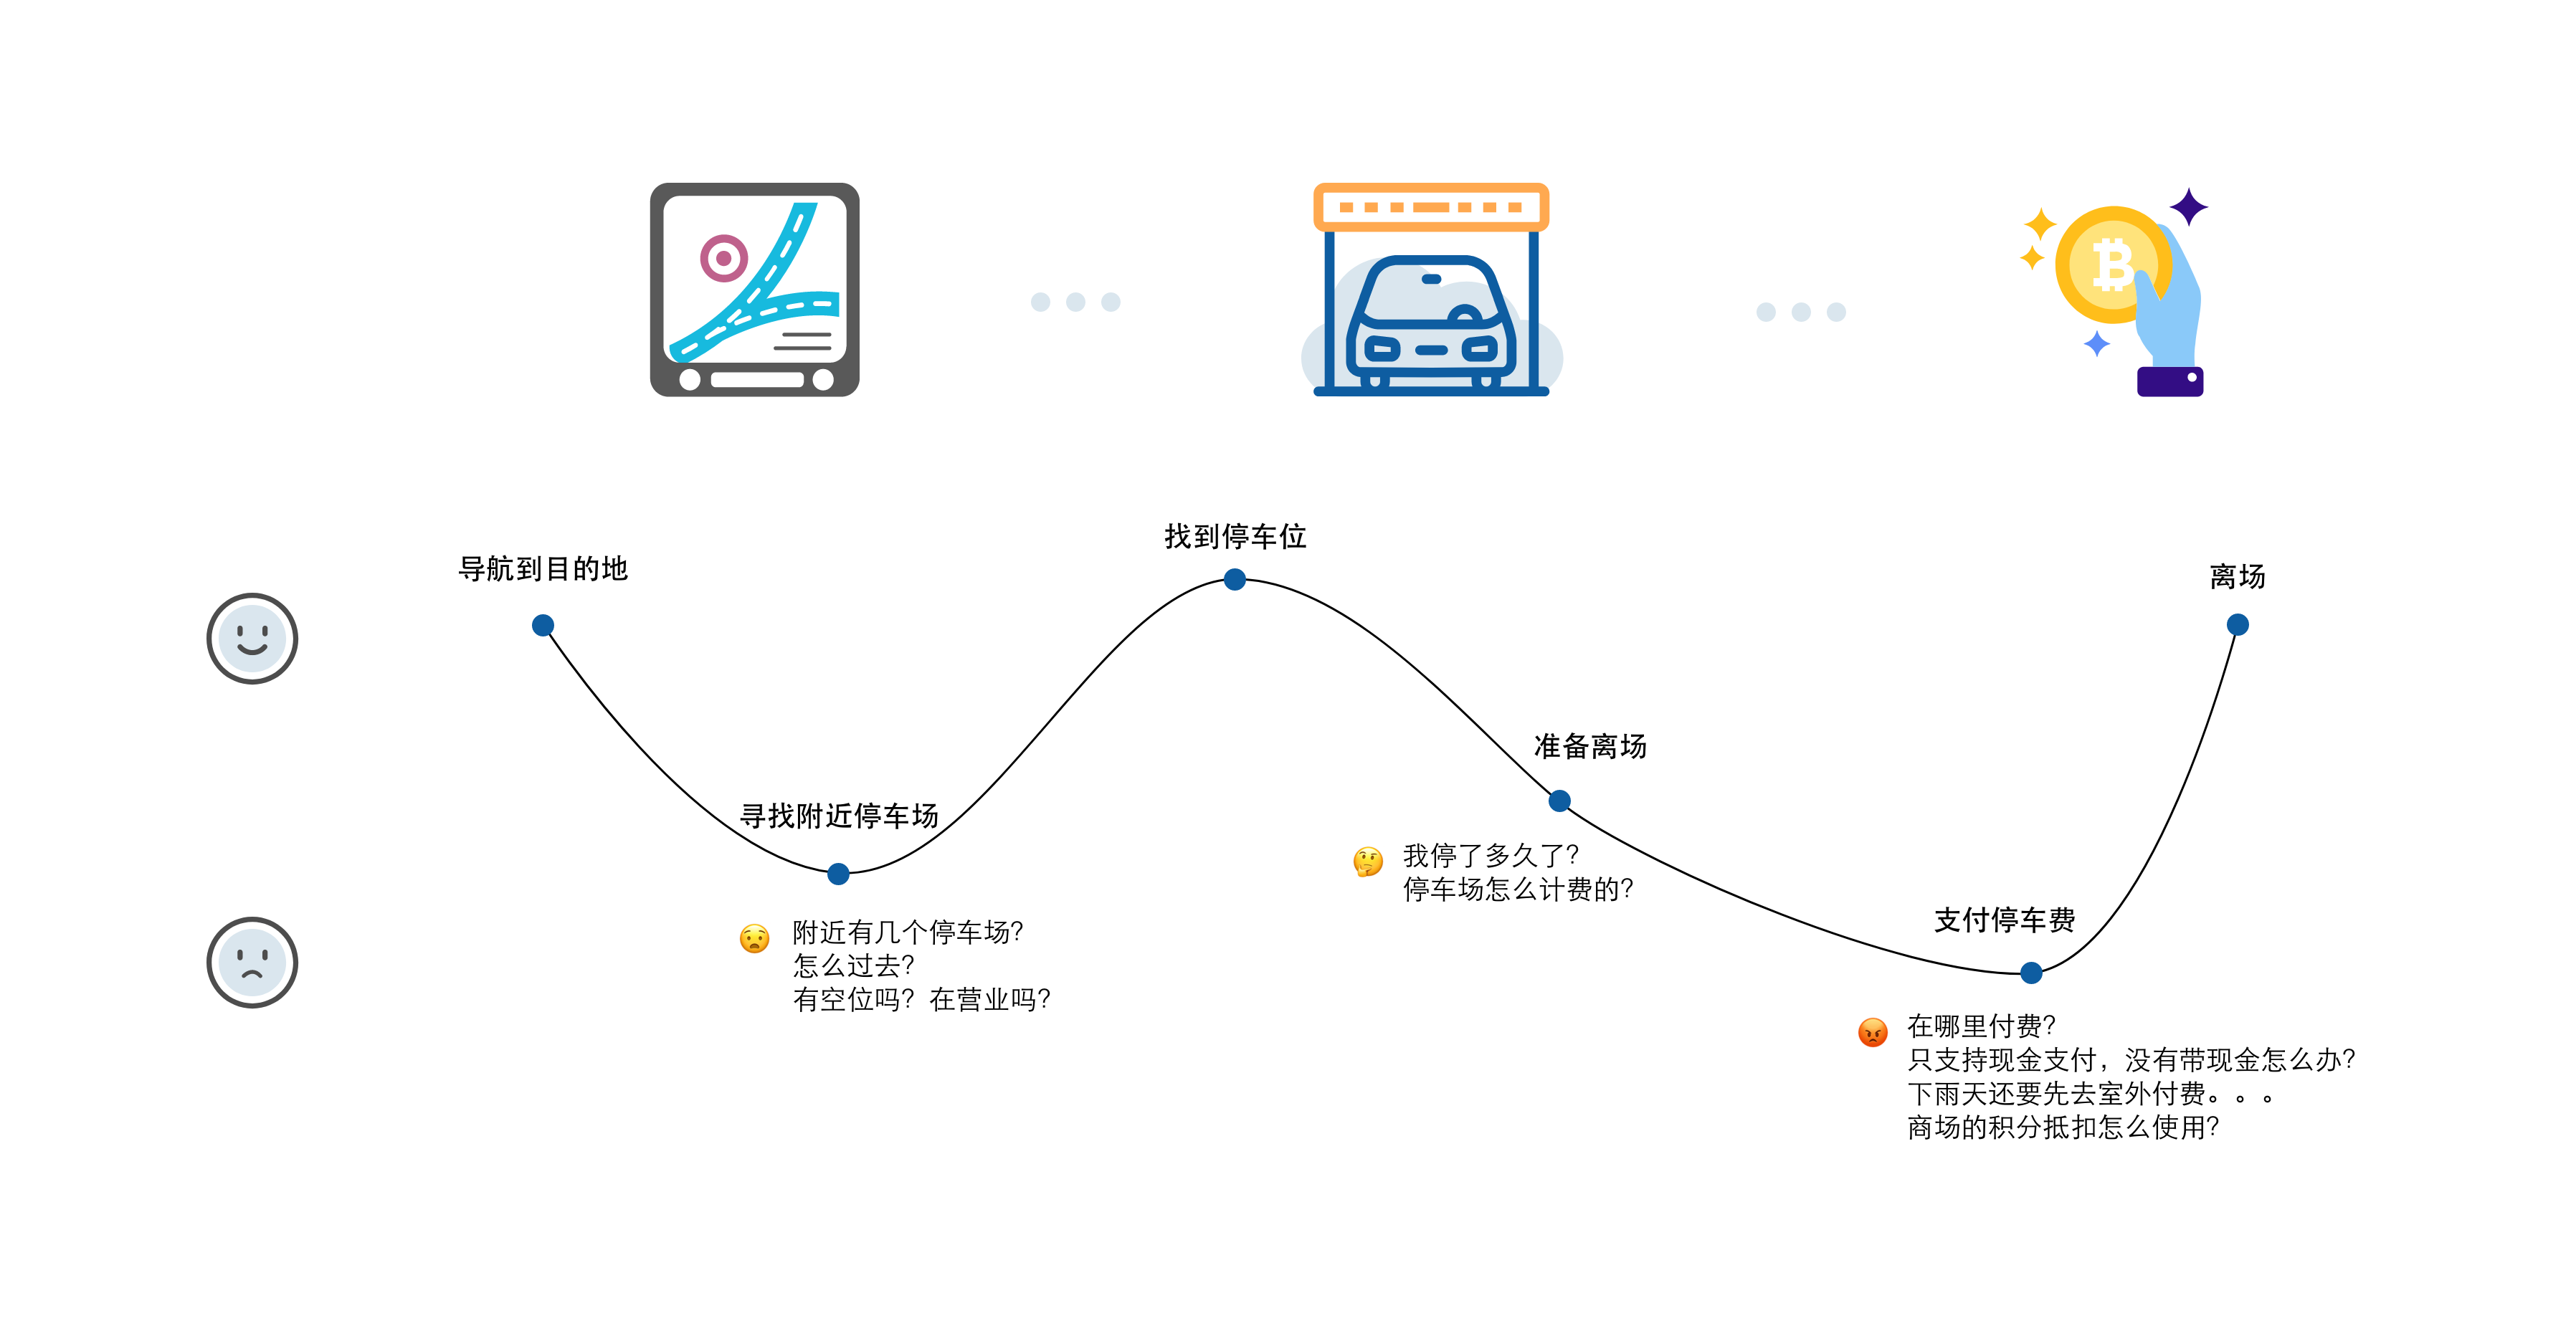 导航到目的地
寻找附近停车场
😧 附近有几个停车场？
怎么过去？
有空位吗？在营业吗？
找到停车位
准备离场
🤔 我停了多久了？
停车场怎么计费的？
支付停车费
😡 在哪里付费？
只支持现金支付，没有带现金怎么办？
下雨天还要先去室外付费。。。
商场的积分抵扣怎么使用？
离场